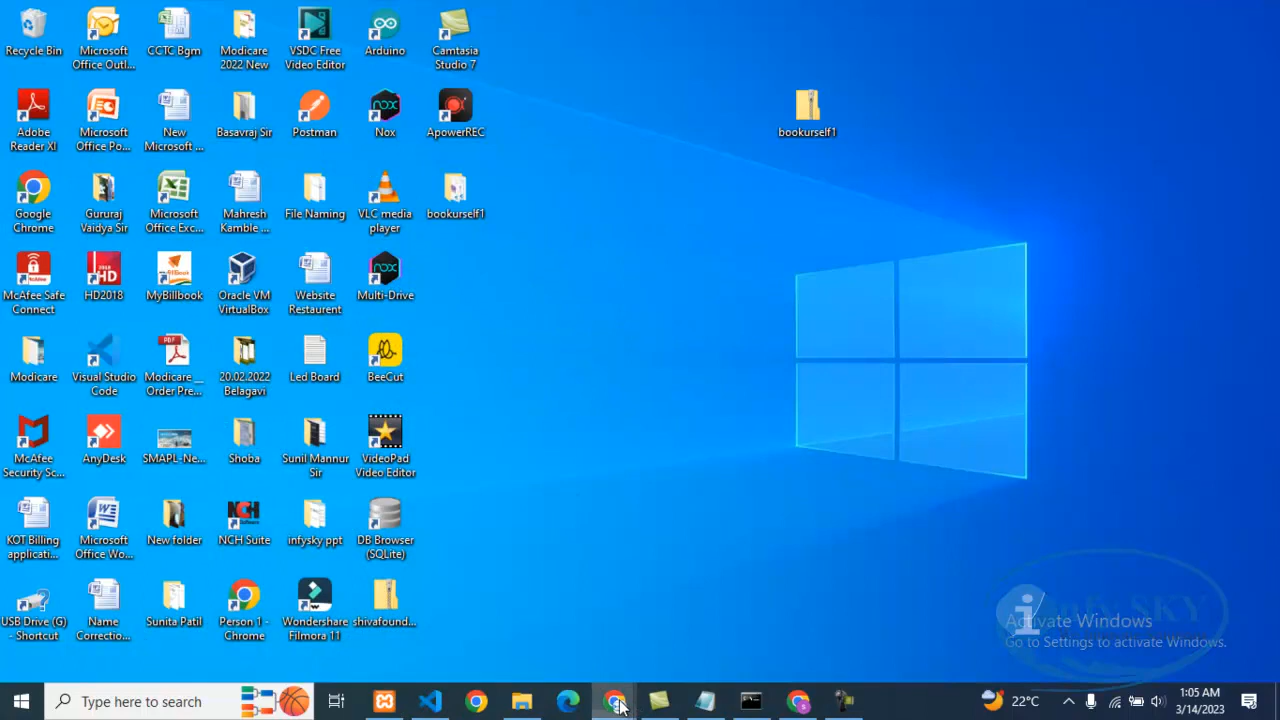 Recycle Bin
Microsoft
Office Outl...
CCTC Bgm
Modicare
2022 New
VSDC Free
Video Editor
Arduino
Camtasia
Studio 7
Adobe
Reader XI
Microsoft
Office Po...
New
Microsoft ...
Basavraj Sir
Postman
Nox
ApowerREC
bookurself1
Google
Chrome
Gururaj
Vaidya Sir
Microsoft
Office Exc...
Mahresh
Kamble ...
File Naming
VLC media
player
bookurself1
McAfee Safe
Connect
HD2018
MyBillbook
Oracle VM
VirtualBox
Website
Restaurent
Multi-Drive
Modicare
Visual Studio
Code
Modicare __
Order Pre...
20.02.2022
Belagavi
Led Board
BeeCut
McAfee
Security Sc...
AnyDesk
SMAPL-Ne...
Shoba
Sunil Mannur
Sir
VideoPad
Video Editor
KOT Billing
applicati...
Microsoft
Office Wo...
New folder
NCH Suite
infysky ppt
DB Browser
(SQLite)
USB Drive (G)
- Shortcut
Name
Correctio...
Sunita Patil
Person 1 -
Chrome
Wondershare
Filmora 11
shivafound...
Activate Windows
Go to Settings to activate Windows.
Type here to search
22°C
1:05 AM
3/14/2023